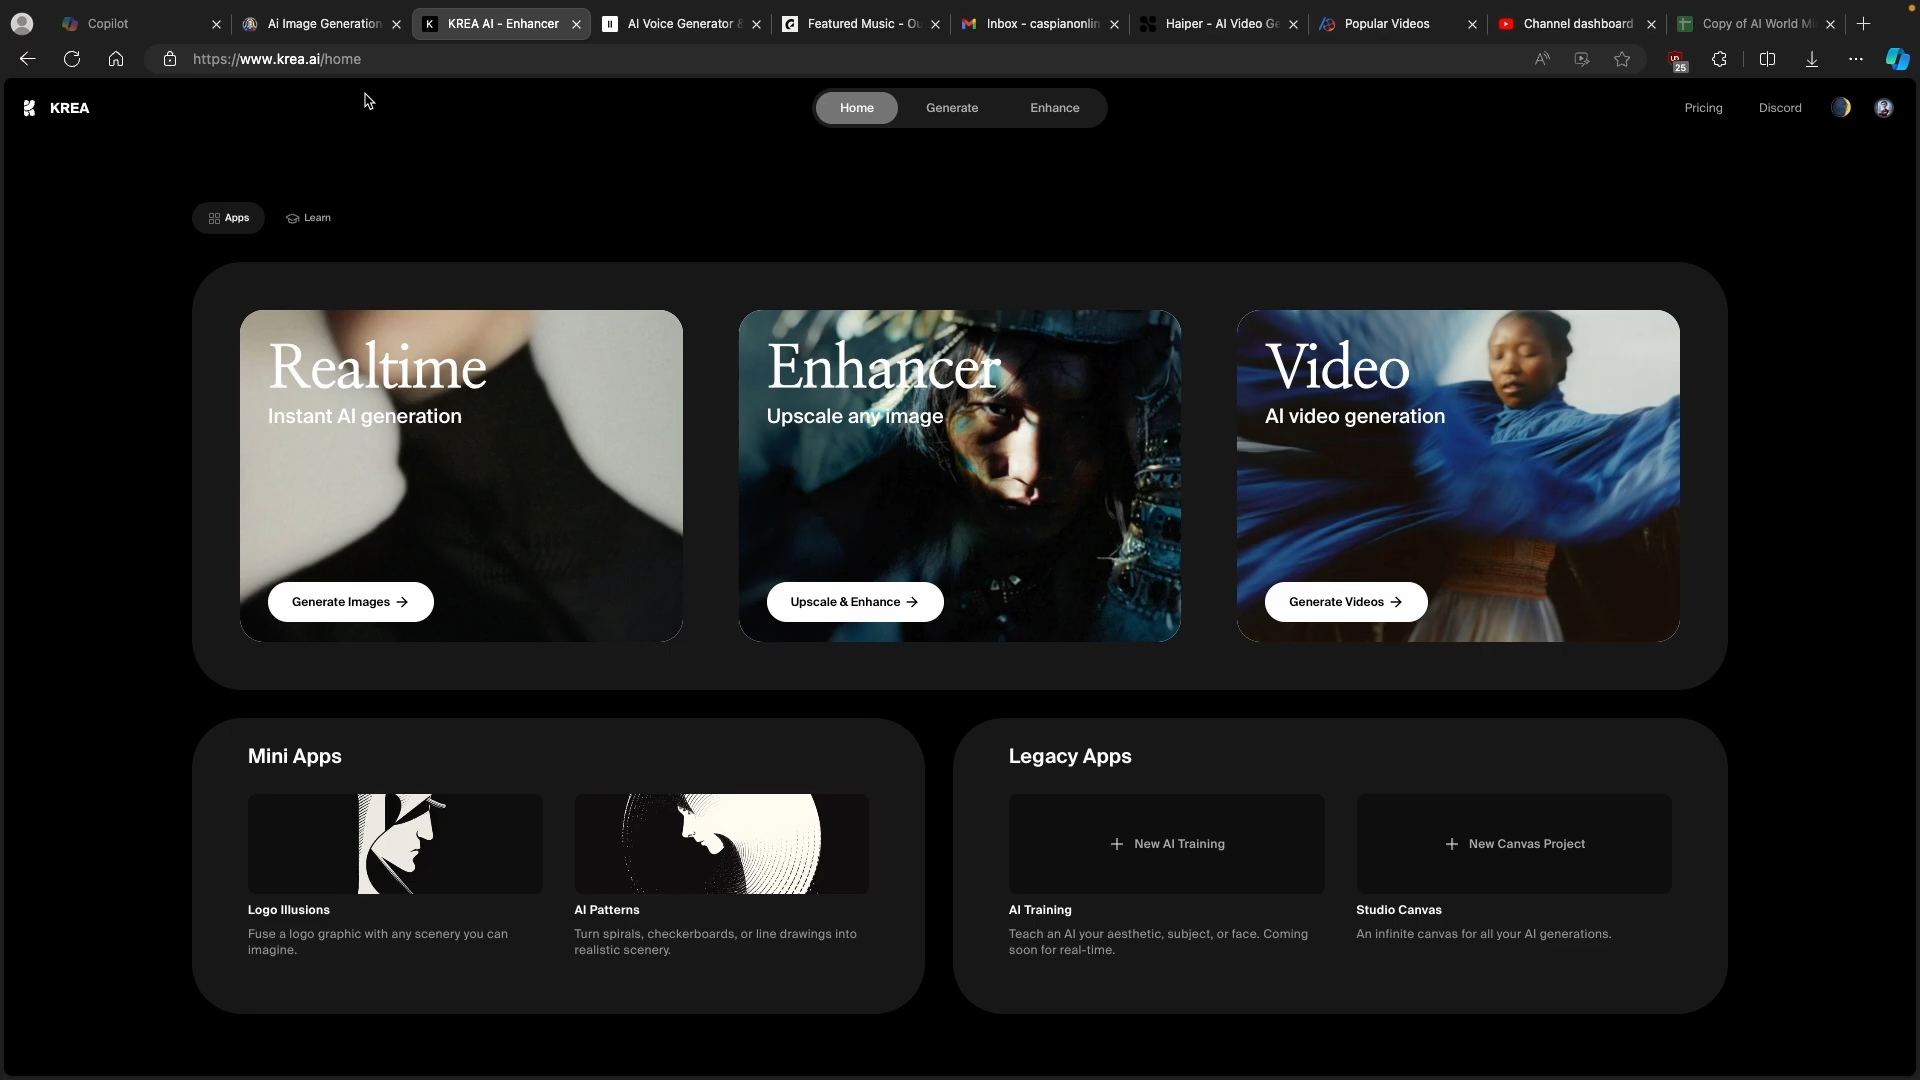 Copilot
Ai Image Generation
KREA AI - Enhancer
AI Voice Generator &
Featured Music - Ou
Inbox - caspianonlin
Haiper - AI Video Ge
Popular Videos
Channel dashboard
Copy of AI World Mi
https://www.krea.ai/home
25
KREA
Home
Generate
Enhance
Pricing
Discord
Apps
Learn
Realtime
Instant AI generation
Generate Images →
Enhancer
Upscale any image
Upscale & Enhance →
Video
AI video generation
Generate Videos →
Mini Apps
Logo Illusions
Fuse a logo graphic with any scenery you can
imagine.
AI Patterns
Turn spirals, checkerboards, or line drawings into
realistic scenery.
Legacy Apps
+ New AI Training
AI Training
Teach an AI your aesthetic, subject, or face. Coming
soon for real-time.
+ New Canvas Project
Studio Canvas
An infinite canvas for all your AI generations.